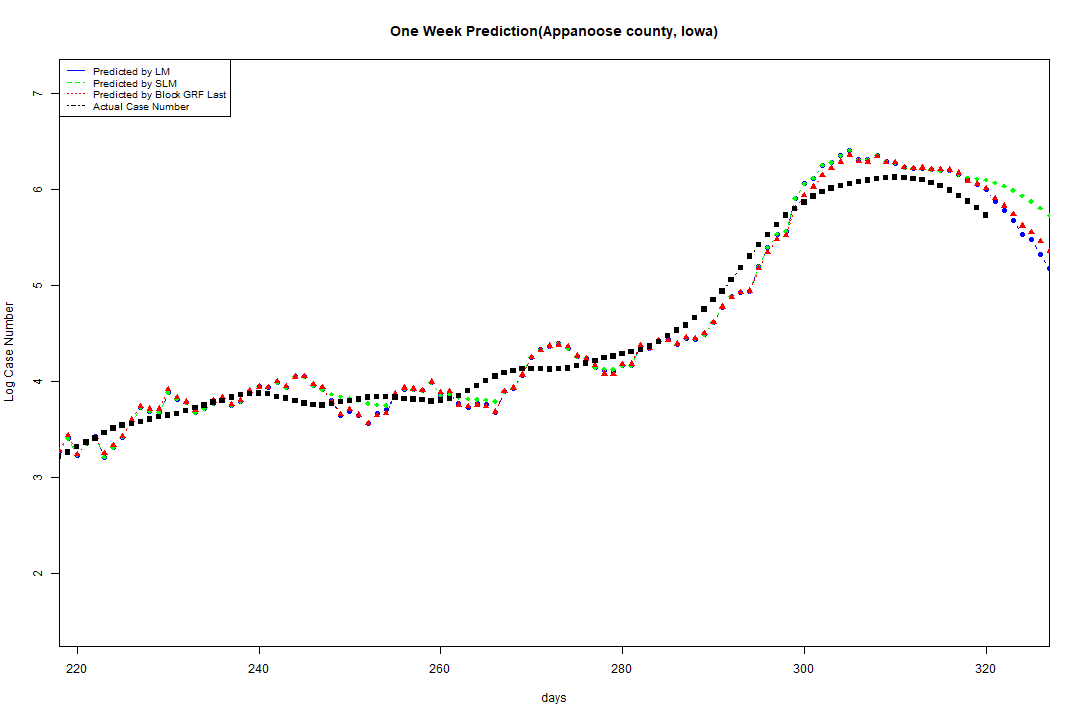 One Week Prediction(Appanoose county, Iowa)
Predicted by LM
Predicted by SLM
Predicted by Block GRF Last
Actual Case Number
7
6
5
4
3
2
Log Case Number
220 240 260 280 300 320
days